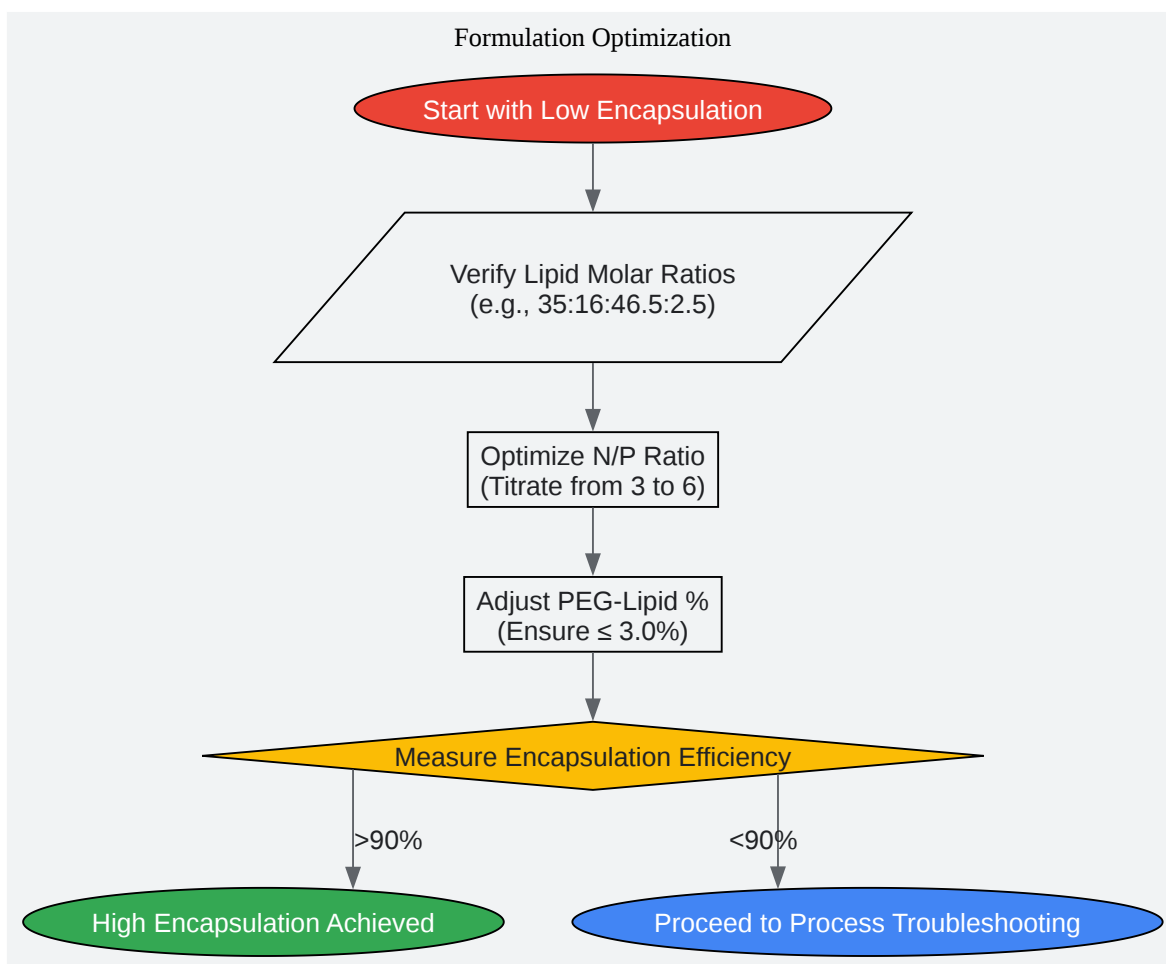 Formulation Optimization
Start with Low Encapsulation
Verify Lipid Molar Ratios
(e.g., 35:16:46.5:2.5)
Optimize N/P Ratio
(Titrate from 3 to 6)
Adjust PEG-Lipid %
(Ensure ≤ 3.0%)
Measure Encapsulation Efficiency
>90%
<90%
High Encapsulation Achieved
Proceed to Process Troubleshooting